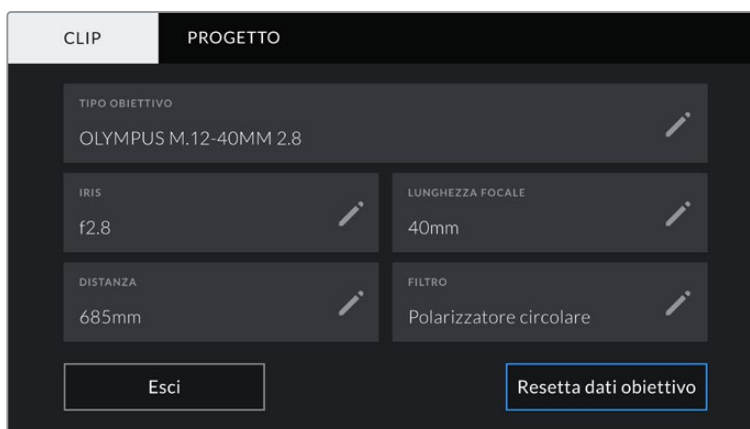 CLIP PROGETTO
TIPO OBIETTIVO
OLYMPUS M.12-40MM 2.8
IRIS LUNGHEZZA FOCALE
f2.8 40mm
DISTANZA FILTRO
685mm Polarizzatore circolare
Esci Resetta dati obiettivo